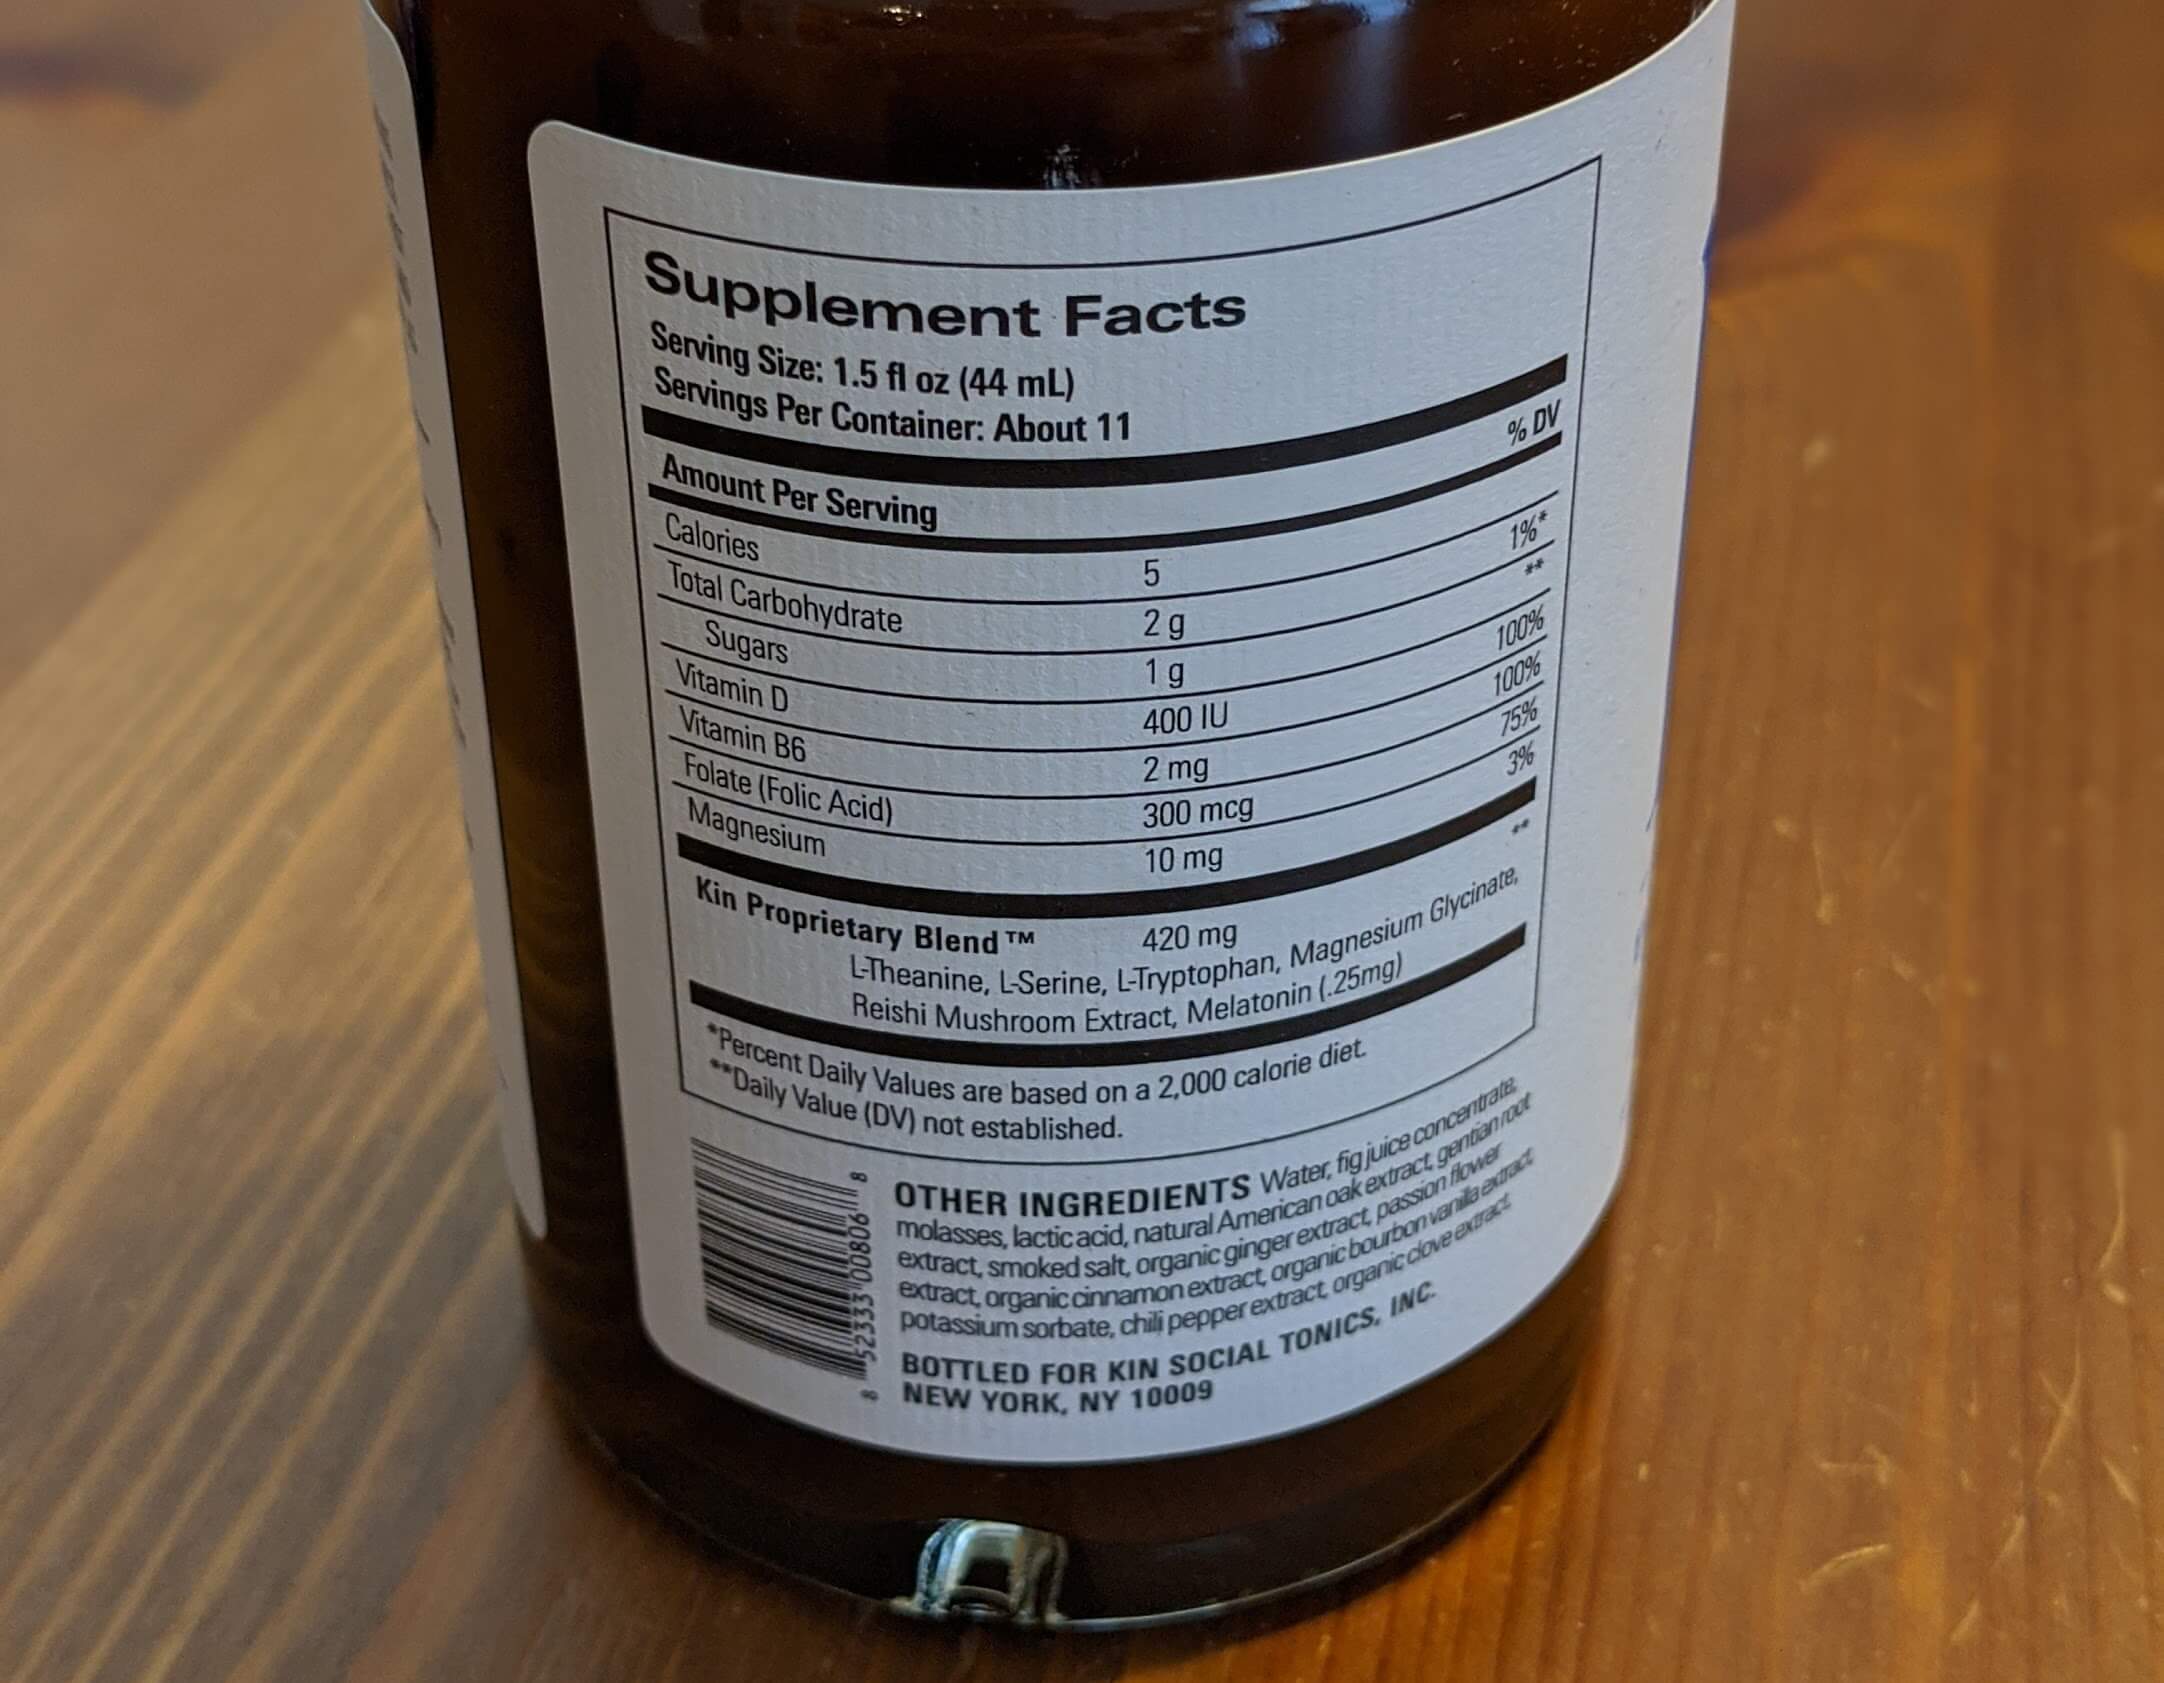 Supplement Facts
Serving Size: 1.5 fl oz (44 mL)
Servings Per Container: About 11
Amount Per Serving % DV
Calories 5
Total Carbohydrate 2 g 1%*
Sugars 1 g **
Vitamin D 400 IU 100%
Vitamin B6 2 mg 100%
Folate (Folic Acid) 300 mcg 75%
Magnesium 10 mg 3%
Kin Proprietary Blend™ 420 mg **
L-Theanine, L-Serine, L-Tryptophan, Magnesium Glycinate,
Reishi Mushroom Extract, Melatonin (.25mg)
*Percent Daily Values are based on a 2,000 calorie diet.
**Daily Value (DV) not established.
OTHER INGREDIENTS Water, fig juice concentrate,
molasses, lactic acid, natural American oak extract, gentian root
extract, smoked salt, organic ginger extract, passion flower
extract, organic cinnamon extract, organic bourbon vanilla extract,
potassium sorbate, chili pepper extract, organic clove extract.
BOTTLED FOR KIN SOCIAL TONICS, INC.
NEW YORK, NY 10009
8 52333 00806 8